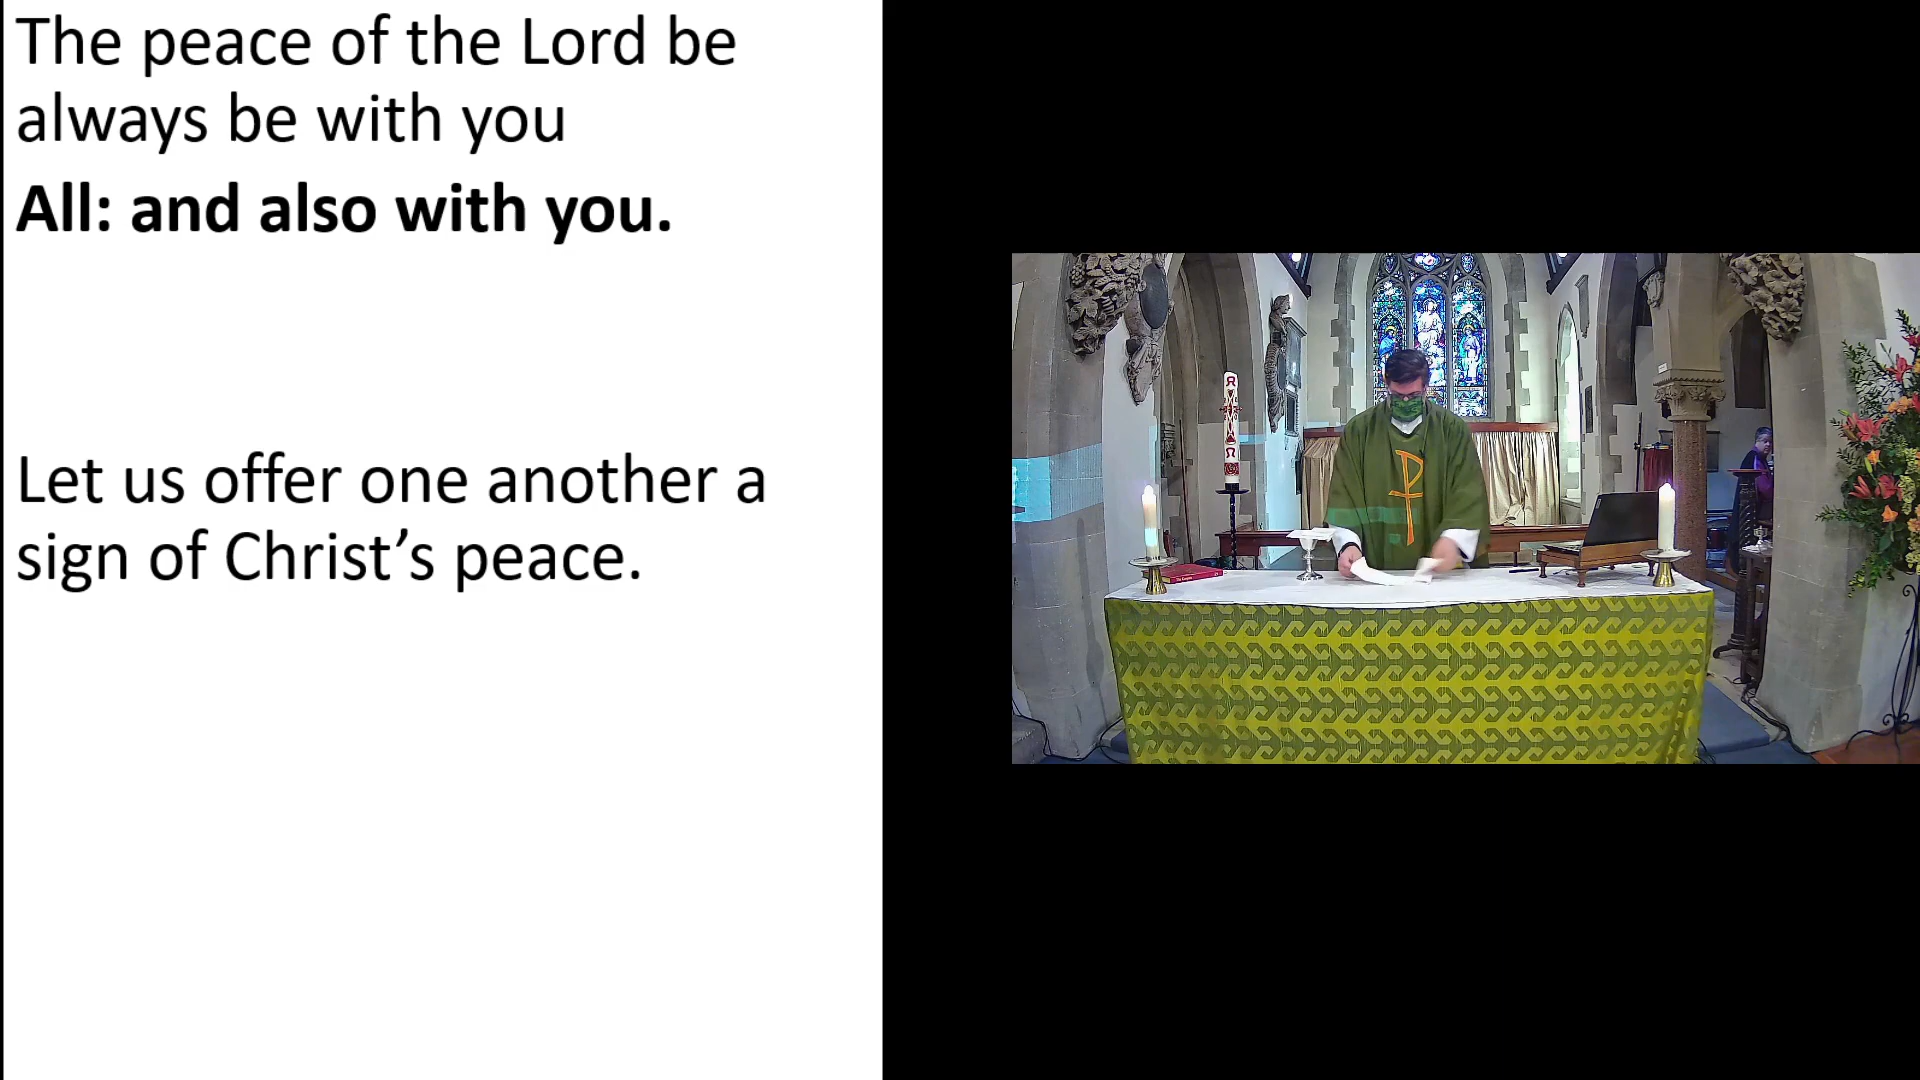 The peace of the Lord be
always be with you
All: and also with you.
Let us offer one another a
sign of Christ’s peace.